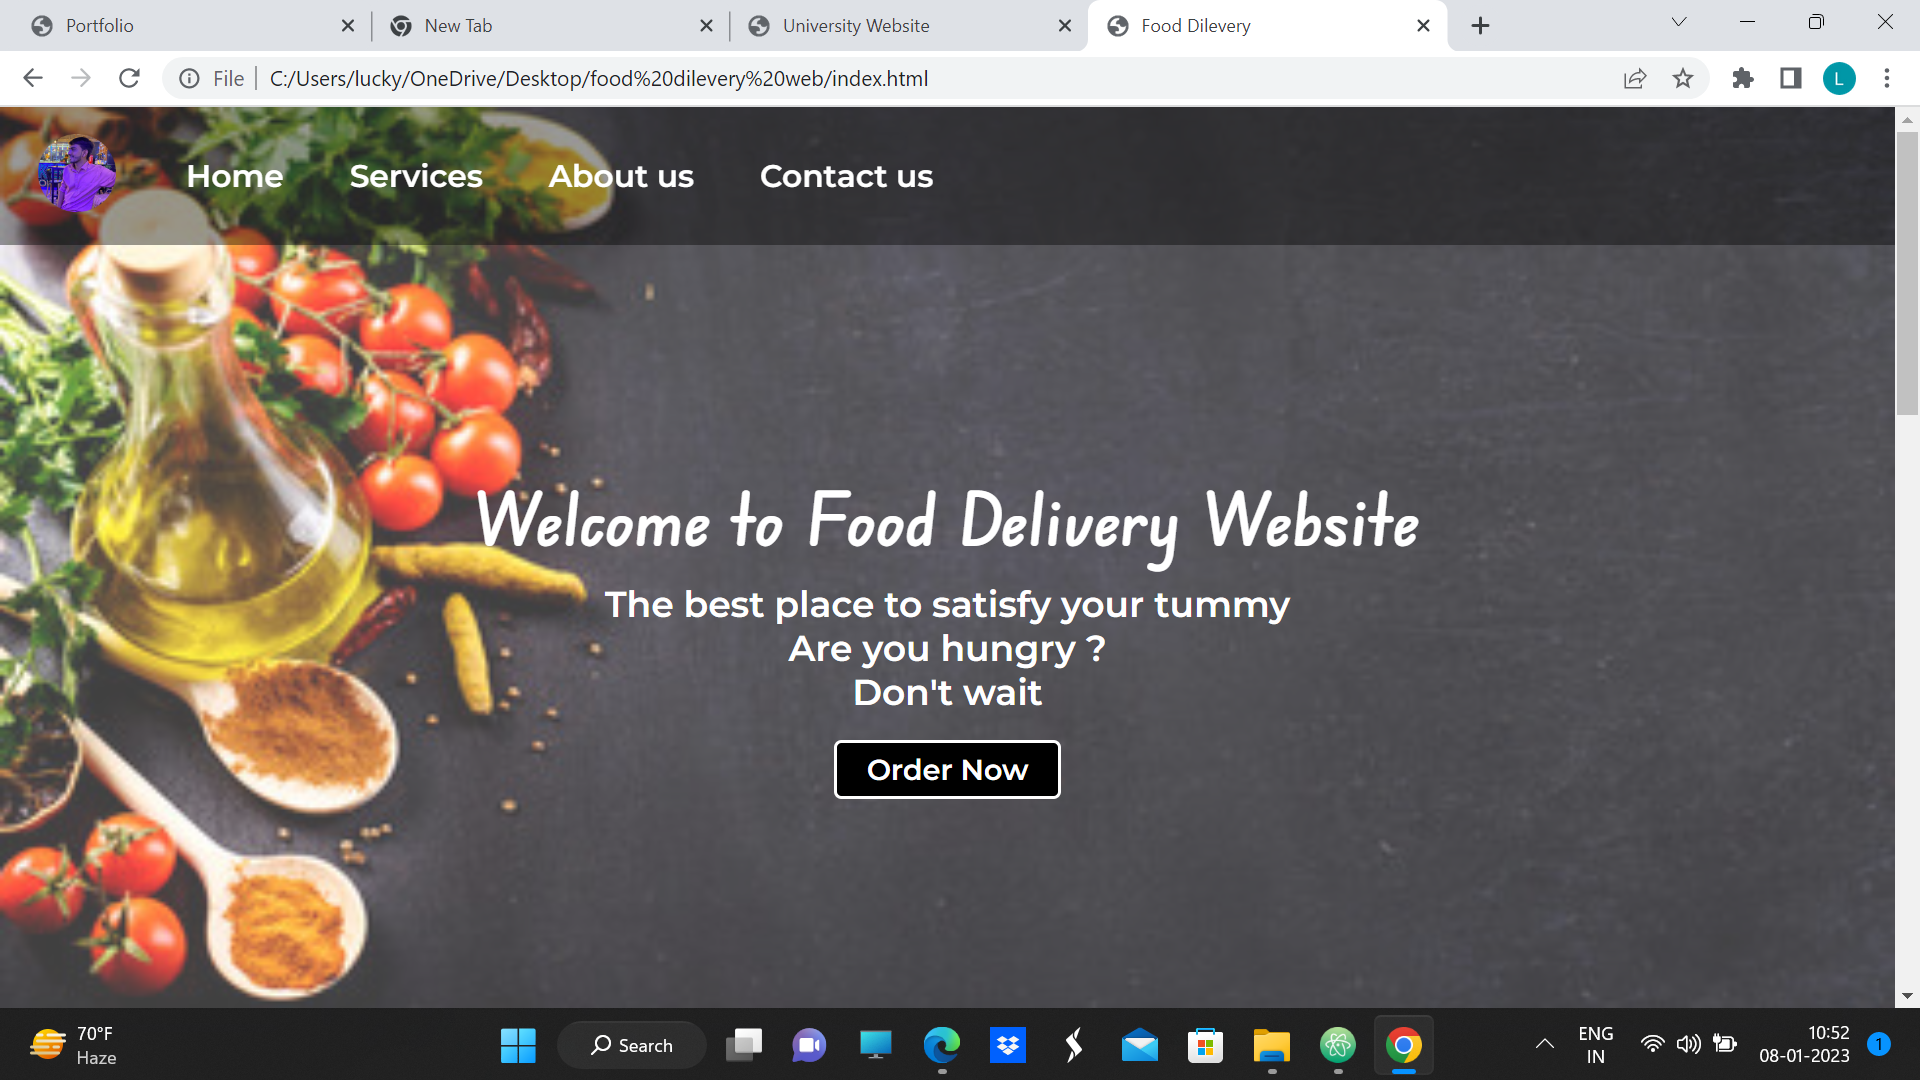 Portfolio
New Tab
University Website
Food Dilevery
File
C:/Users/lucky/OneDrive/Desktop/food%20dilevery%20web/index.html
L
Home
Services
About us
Contact us
Welcome to Food Delivery Website
The best place to satisfy your tummy
Are you hungry ?
Don't wait
Order Now
70°F
Haze
Search
ENG
IN
10:52
08-01-2023
1